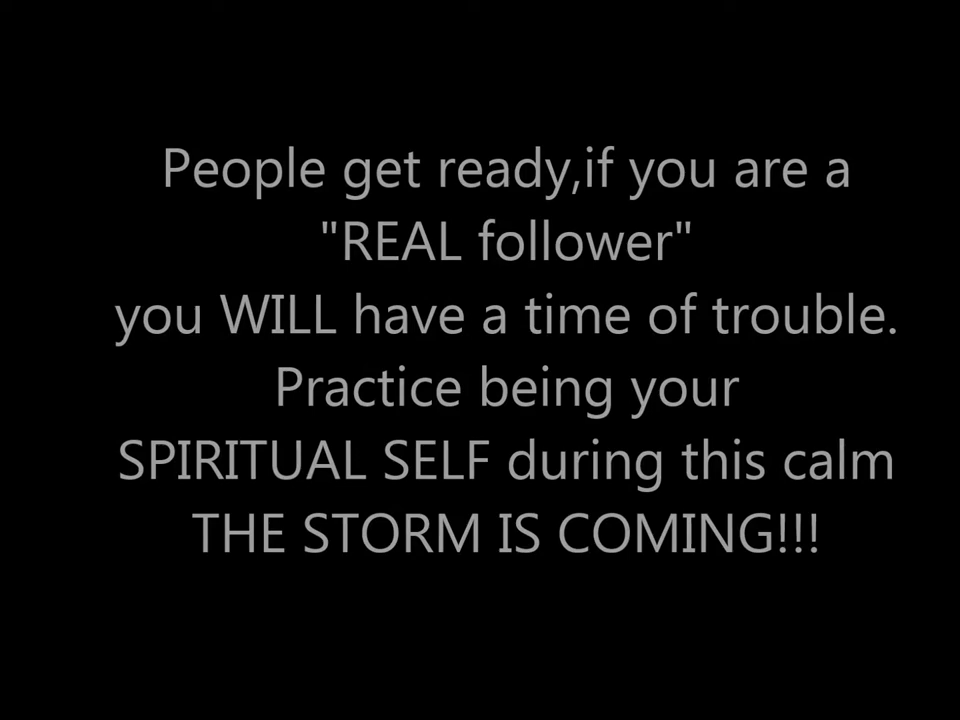 People get ready,if you are a
"REAL follower"
you WILL have a time of trouble.
Practice being your
SPIRITUAL SELF during this calm
THE STORM IS COMING!!!